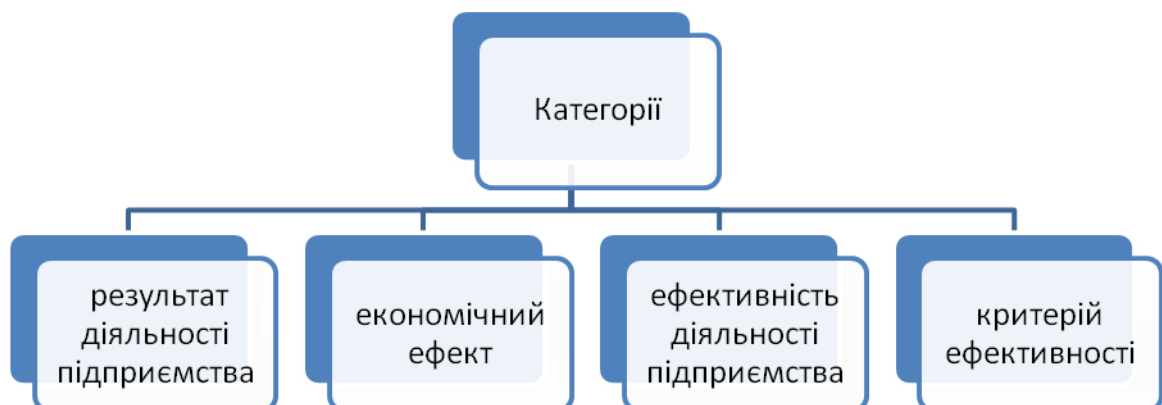 Категорії
результат
діяльності
підприємства
економічний
ефект
ефективність
діяльності
підприємства
критерій
ефективності